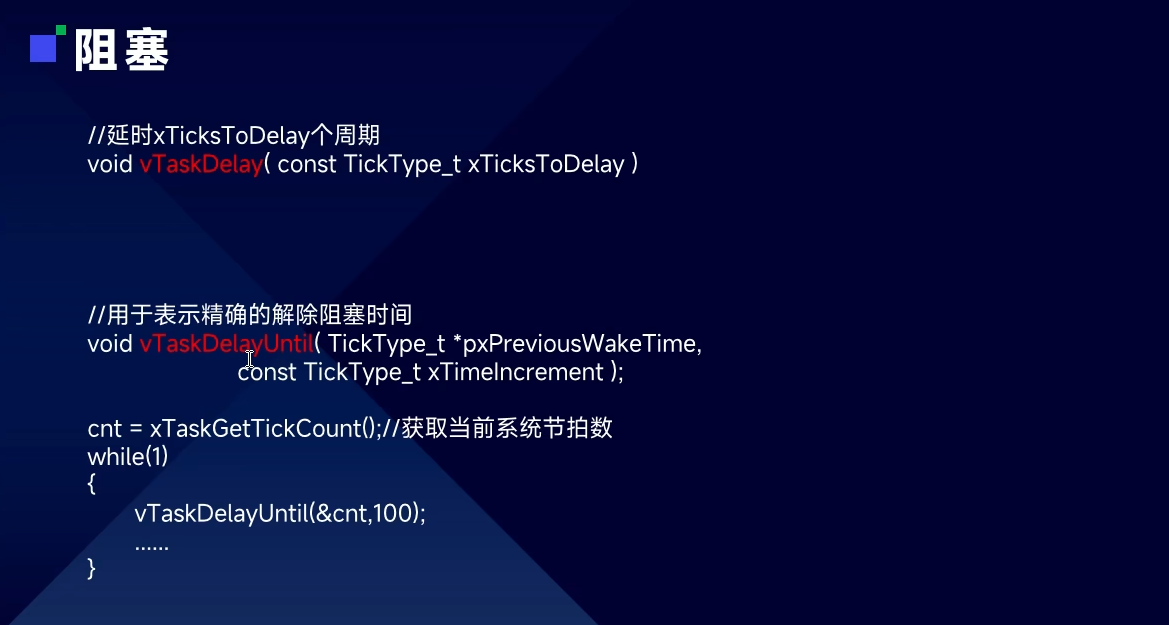 阻塞
//延时xTicksToDelay个周期
void vTaskDelay( const TickType_t xTicksToDelay )
//用于表示精确的解除阻塞时间
void vTaskDelayUntil( TickType_t *pxPreviousWakeTime,
const TickType_t xTimeIncrement );
cnt = xTaskGetTickCount();//获取当前系统节拍数
while(1)
{
vTaskDelayUntil(&cnt,100);
......
}